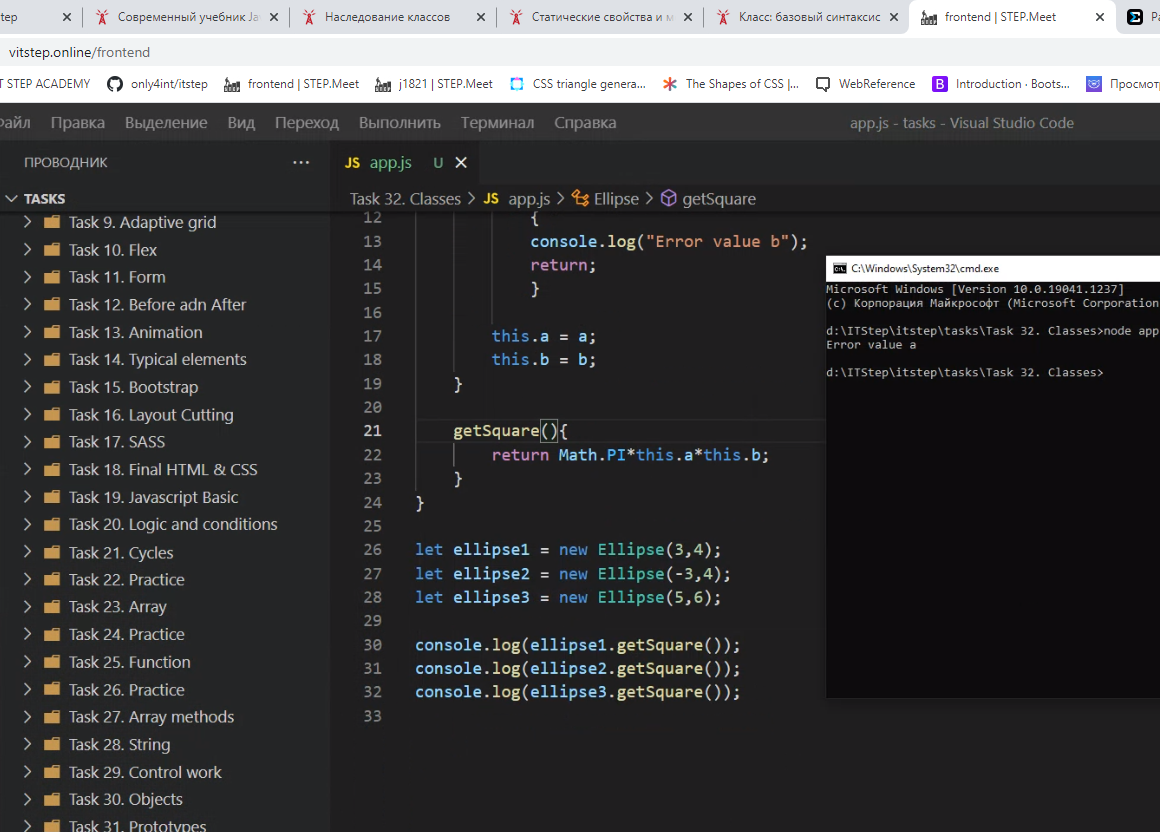 tep
Современный учебник Ja
Наследование классов
Статические свойства и м
Класс: базовый синтаксис
frontend | STEP.Meet
vitstep.online/frontend
T STEP ACADEMY
only4int/itstep
frontend | STEP.Meet
j1821 | STEP.Meet
CSS triangle genera...
The Shapes of CSS |...
WebReference
Introduction · Boots...
Просмот
айл Правка Выделение Вид Переход Выполнить Терминал Справка
app.js - tasks - Visual Studio Code
ПРОВОДНИК
TASKS
Task 9. Adaptive grid
Task 10. Flex
Task 11. Form
Task 12. Before adn After
Task 13. Animation
Task 14. Typical elements
Task 15. Bootstrap
Task 16. Layout Cutting
Task 17. SASS
Task 18. Final HTML & CSS
Task 19. Javascript Basic
Task 20. Logic and conditions
Task 21. Cycles
Task 22. Practice
Task 23. Array
Task 24. Practice
Task 25. Function
Task 26. Practice
Task 27. Array methods
Task 28. String
Task 29. Control work
Task 30. Objects
Task 31. Prototypes
JS app.js U
Task 32. Classes > JS app.js > Ellipse > getSquare
12 {
13 console.log("Error value b");
14 return;
15 }
16
17 this.a = a;
18 this.b = b;
19 }
20
21 getSquare(){
22 return Math.PI*this.a*this.b;
23 }
24 }
25
26 let ellipse1 = new Ellipse(3,4);
27 let ellipse2 = new Ellipse(-3,4);
28 let ellipse3 = new Ellipse(5,6);
29
30 console.log(ellipse1.getSquare());
31 console.log(ellipse2.getSquare());
32 console.log(ellipse3.getSquare());
33
C:\Windows\System32\cmd.exe
Microsoft Windows [Version 10.0.19041.1237]
(c) Корпорация Майкрософт (Microsoft Corporation
d:\ITStep\itstep\tasks\Task 32. Classes>node app
Error value a
d:\ITStep\itstep\tasks\Task 32. Classes>